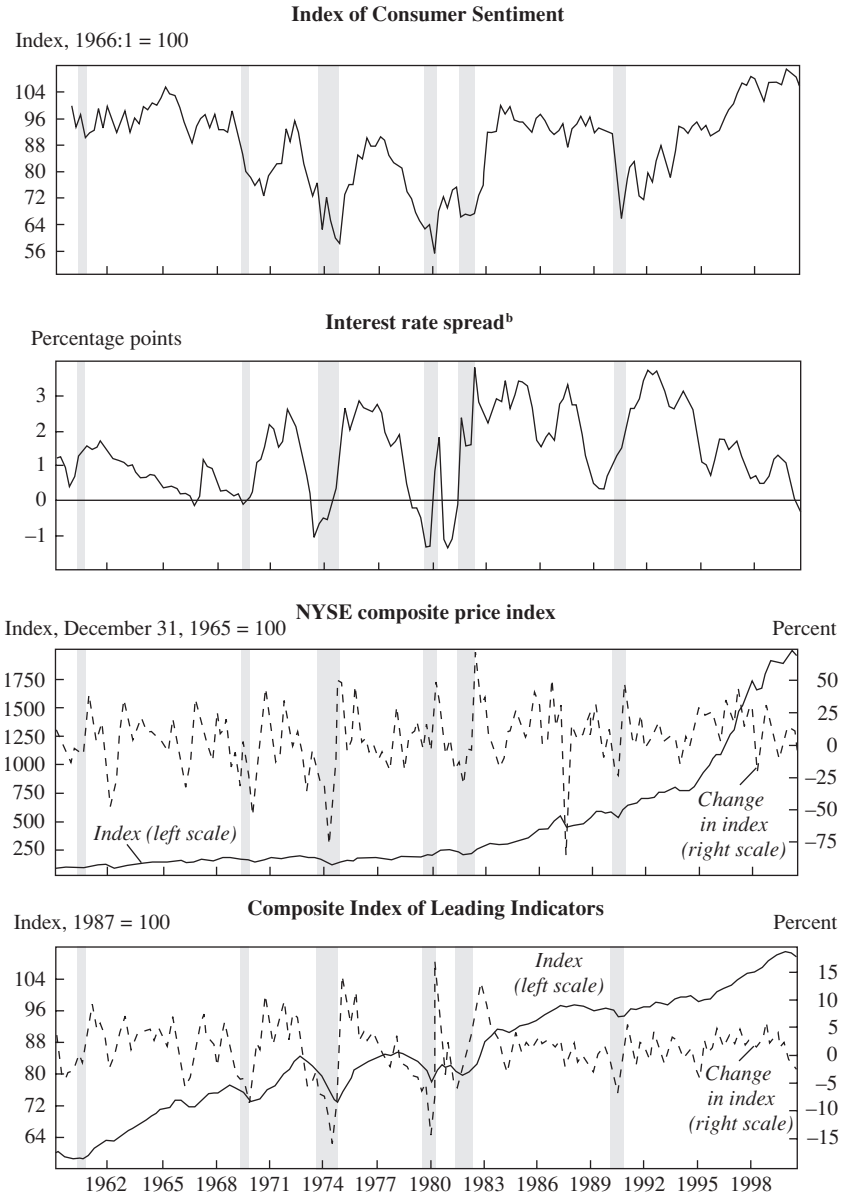 Index of Consumer Sentiment
Index, 1966:1 = 100
104
96
88
80
72
64
56
Interest rate spreadᵇ
Percentage points
3
2
1
0
–1
NYSE composite price index
Index, December 31, 1965 = 100
Percent
1750
1500
1250
1000
750
500
250
50
25
0
–25
–50
–75
Index (left scale)
Change
in index
(right scale)
Composite Index of Leading Indicators
Index, 1987 = 100
Percent
104
96
88
80
72
64
15
10
5
0
–5
–10
–15
Index
(left scale)
Change
in index
(right scale)
1962 1965 1968 1971 1974 1977 1980 1983 1986 1989 1992 1995 1998